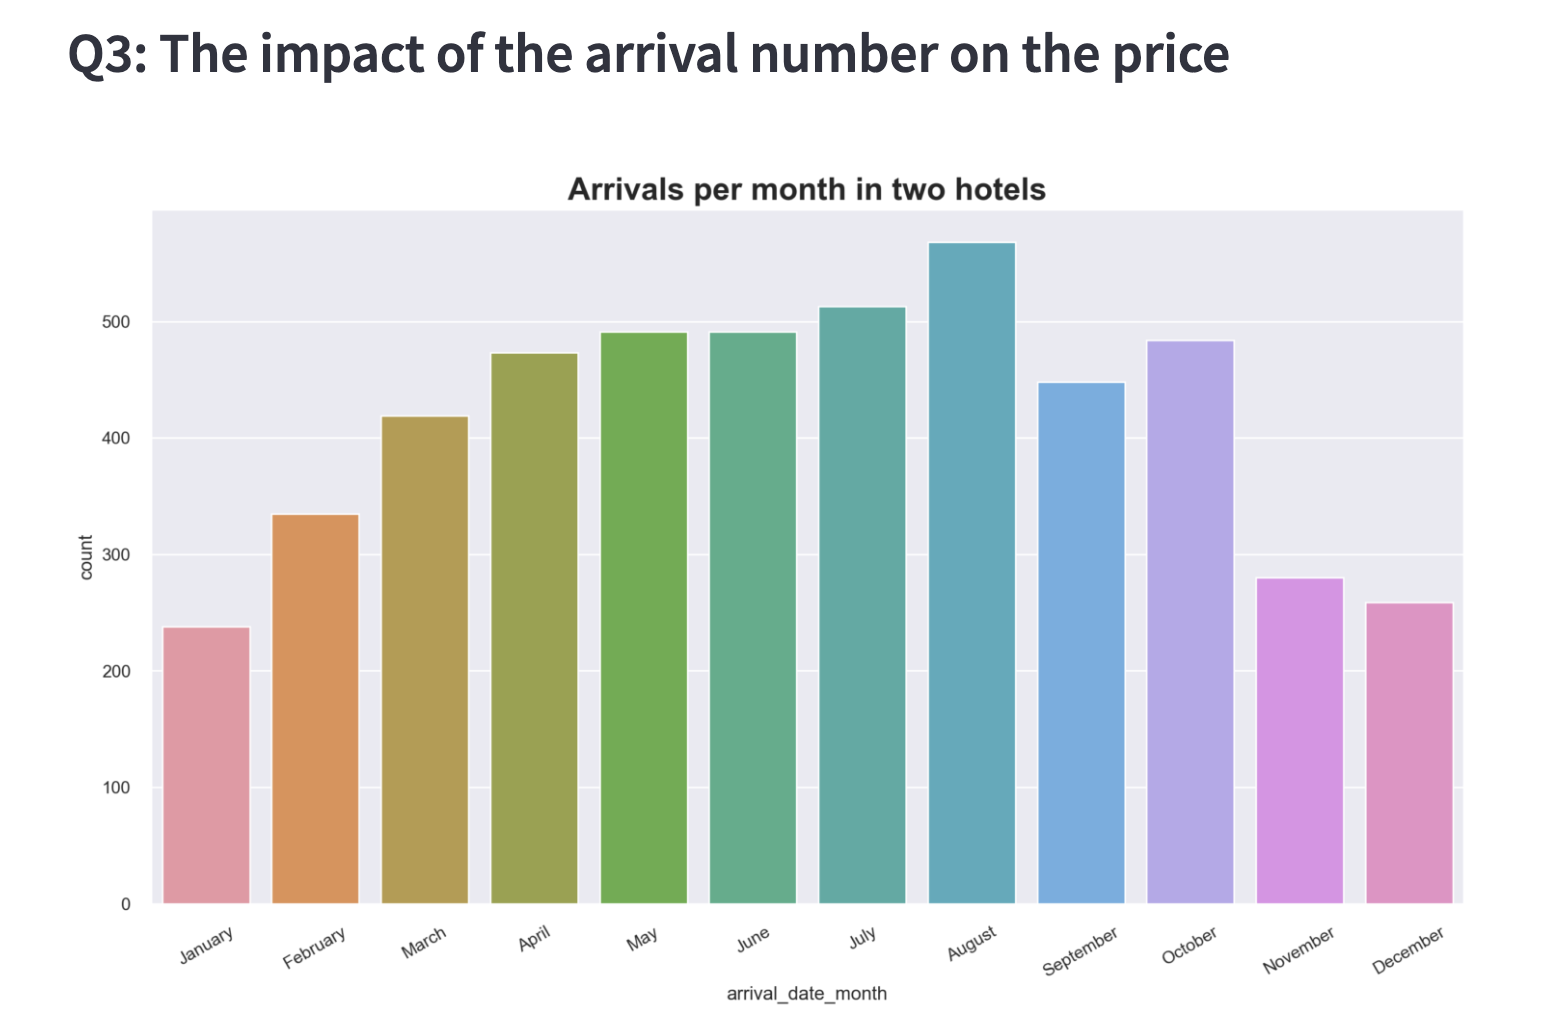 Q3: The impact of the arrival number on the price
Arrivals per month in two hotels
count
500
400
300
200
100
0
January
February
March
April
May
June
July
August
September
October
November
December
arrival_date_month